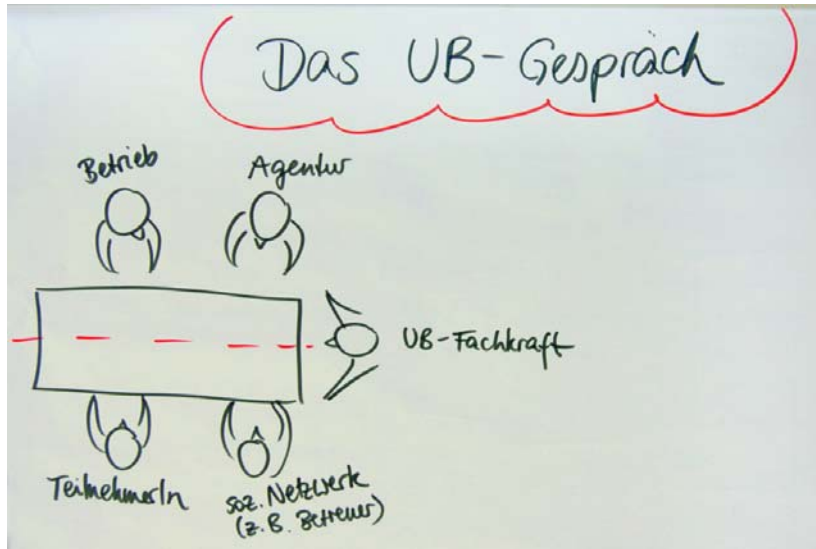 Das UB-Gespräch
Betrieb
Agentur
UB-Fachkraft
TeilnehmerIn
soz. Netzwerk
(z.B. Betreuer)